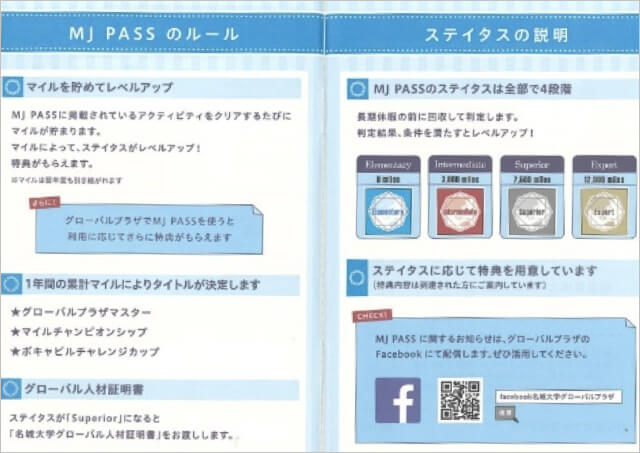 MJ PASS のルール
マイルを貯めてレベルアップ
MJ PASSに掲載されているアクティビティをクリアするたびに
マイルが貯まります。
マイルによって、ステイタスがレベルアップ!
特典がもらえます。
※マイルは翌年度も引き継がれます
さらに!
グローバルプラザでMJ PASSを使うと
利用に応じてさらに特典がもらえます
1年間の累計マイルによりタイトルが決定します
★グローバルプラザマスター
★マイルチャンピオンシップ
★ボキャビルチャレンジカップ
グローバル人材証明書
ステイタスが「Superior」になると
「名城大学グローバル人材証明書」をお渡しします。
ステイタスの説明
MJ PASSのステイタスは全部で4段階
長期休暇の前に回収して判定します。
判定結果、条件を満たすとレベルアップ!
Elementary
0 miles
Elementary
Intermediate
3,000 miles
Intermediate
Superior
7,500 miles
Superior
Expert
12,000 miles
Expert
ステイタスに応じて特典を用意しています
(特典内容は到達された方にご案内しています)
CHECK!
MJ PASS に関するお知らせは、グローバルプラザの
Facebook にて配信します。ぜひ活用してください。
facebook名城大学グローバルプラザ
検索